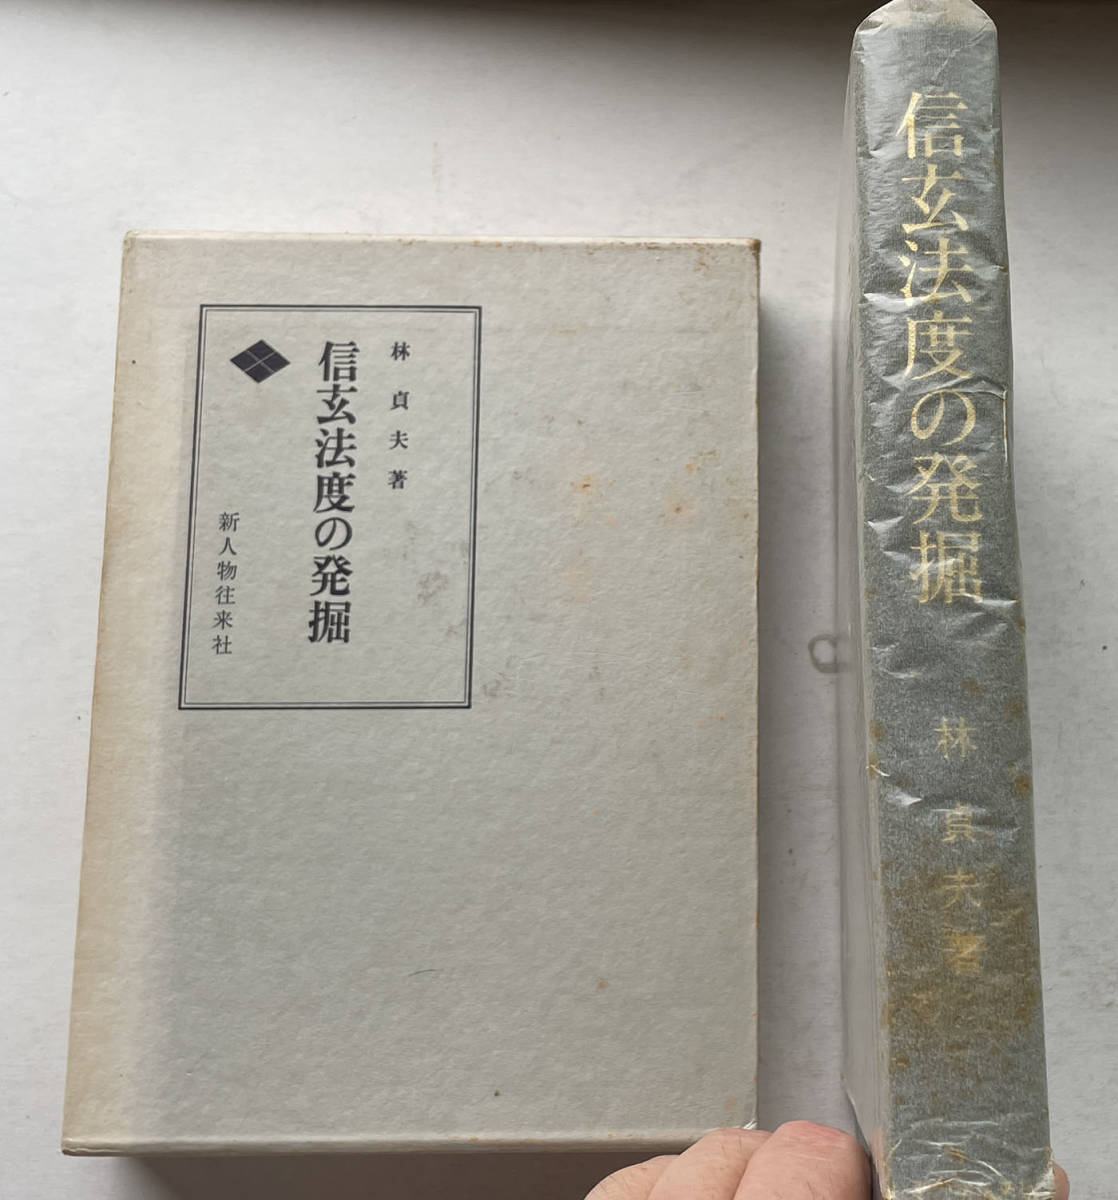 林貞夫著
信玄法度の発掘
新人物往来社
信玄法度の発掘
林貞夫著